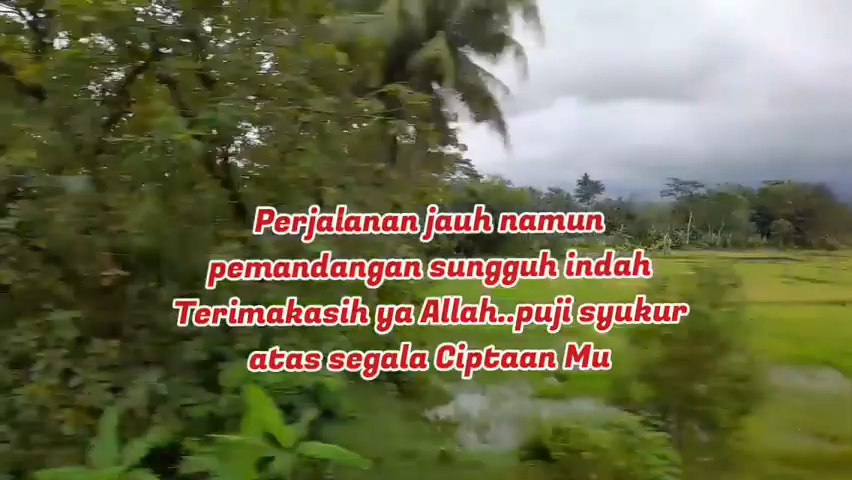 Perjalanan jauh namun
pemandangan sungguh indah
Terimakasih ya Allah..puji syukur
atas segala Ciptaan Mu